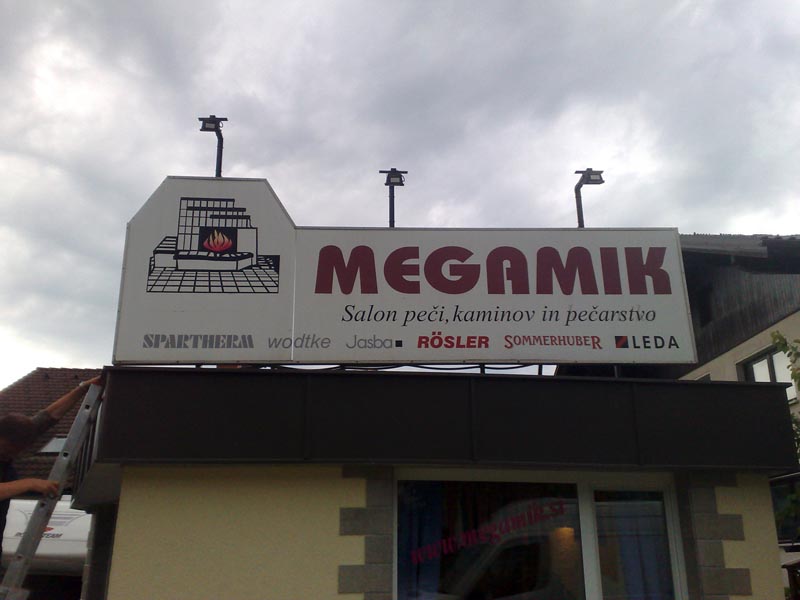 MEGAMIK
Salon peči, kaminov in pečarstvo
SPARTHERM wodtke Jasba RÖSLER SOMMERHUBER LEDA
www.megamik.si